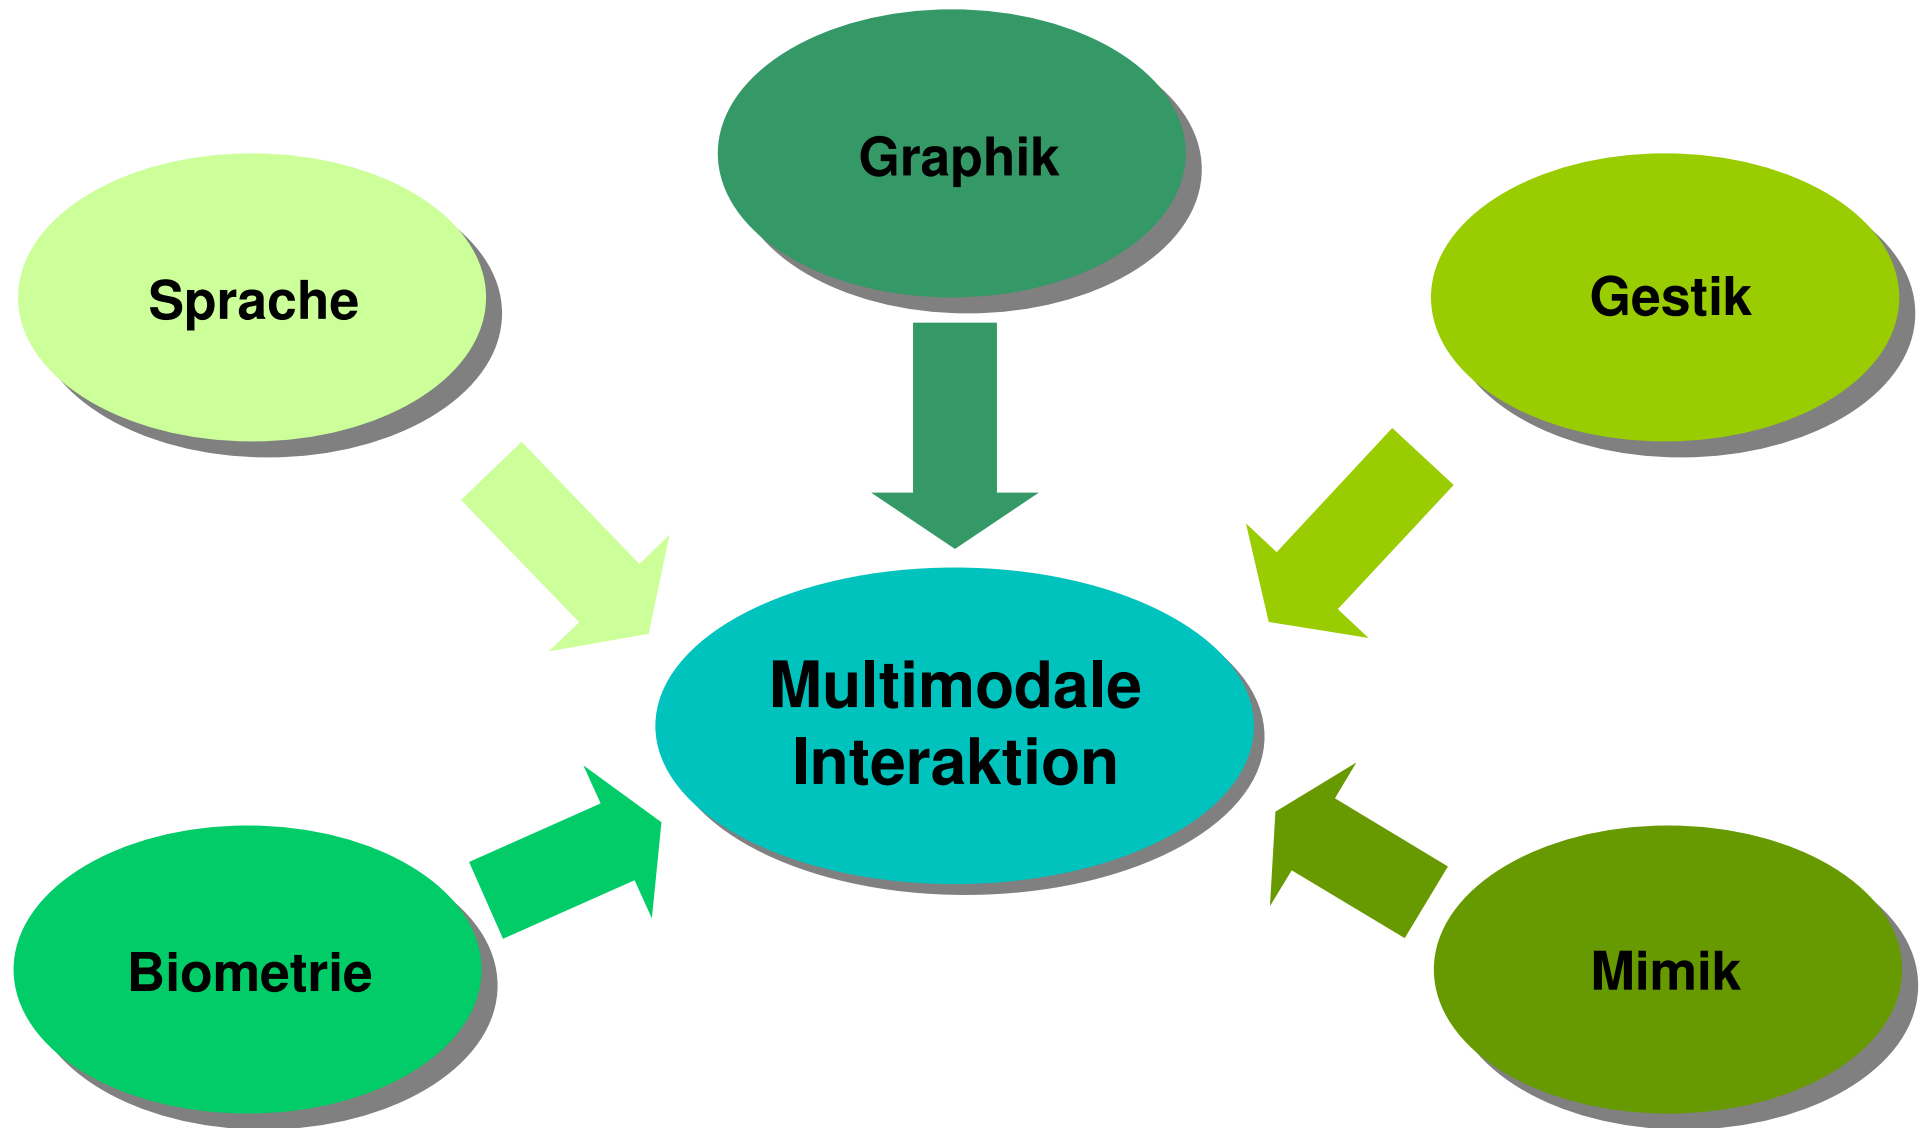 Graphik
Sprache
Gestik
Multimodale
Interaktion
Biometrie
Mimik